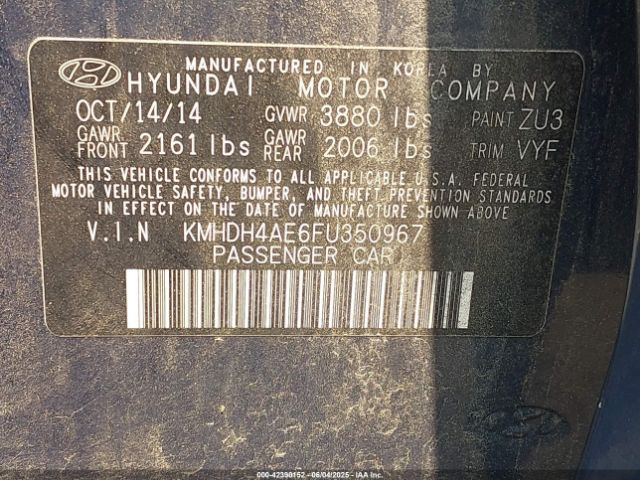 MANUFACTURED IN KOREA BY
HYUNDAI MOTOR COMPANY
OCT/14/14 GVWR 3880 lbs PAINT ZU3
GAWR FRONT 2161 lbs GAWR REAR 2006 lbs TRIM VYF
THIS VEHICLE CONFORMS TO ALL APPLICABLE U.S.A. FEDERAL
MOTOR VEHICLE SAFETY, BUMPER, AND THEFT PREVENTION STANDARDS
IN EFFECT ON THE DATE OF MANUFACTURE SHOWN ABOVE
V.I.N KMHDH4AE6FU350967
PASSENGER CAR
000-42398152 - 06/04/2025 - IAAI.COM